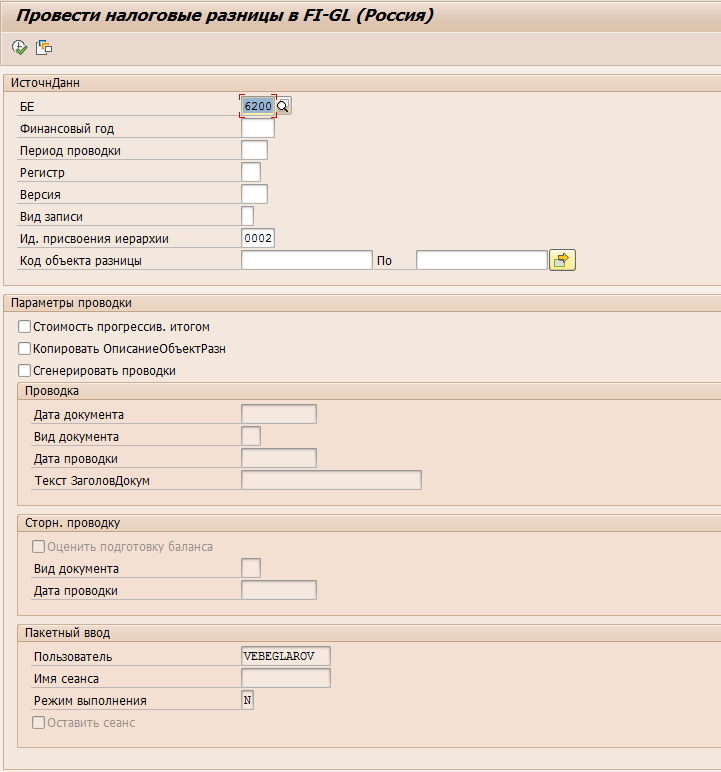 Провести налоговые разницы в FI-GL (Россия)
ИсточнДанн
БЕ 6200
Финансовый год
Период проводки
Регистр
Версия
Вид записи
Ид. присвоения иерархии 0002
Код объекта разницы По
Параметры проводки
Стоимость прогрессив. итогом
Копировать ОписаниеОбъектРазн
Сгенерировать проводки
Проводка
Дата документа
Вид документа
Дата проводки
Текст ЗаголовДокум
Сторн. проводку
Оценить подготовку баланса
Вид документа
Дата проводки
Пакетный ввод
Пользователь VEBEGLAROV
Имя сеанса
Режим выполнения N
Оставить сеанс